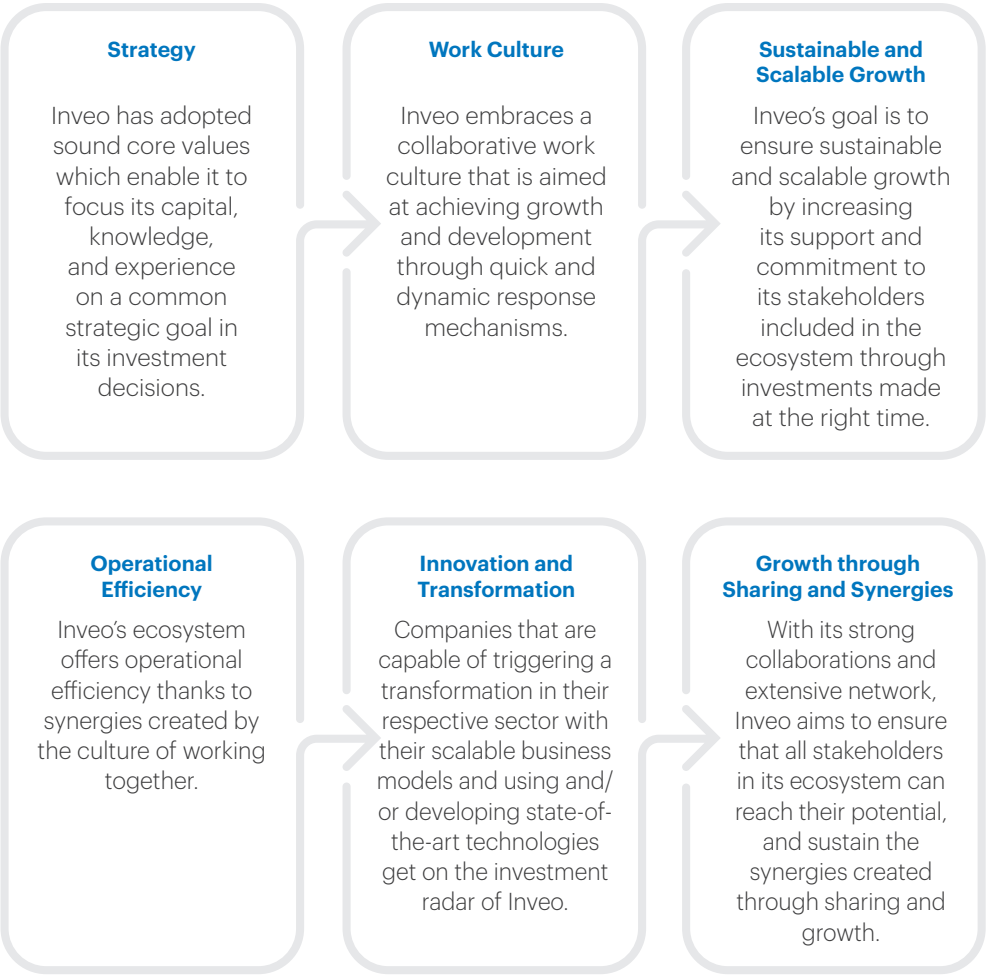 Strategy
Inveo has adopted
sound core values
which enable it to
focus its capital,
knowledge,
and experience
on a common
strategic goal in
its investment
decisions.
Work Culture
Inveo embraces a
collaborative work
culture that is aimed
at achieving growth
and development
through quick and
dynamic response
mechanisms.
Sustainable and
Scalable Growth
Inveo’s goal is to
ensure sustainable
and scalable growth
by increasing
its support and
commitment to
its stakeholders
included in the
ecosystem through
investments made
at the right time.
Operational
Efficiency
Inveo’s ecosystem
offers operational
efficiency thanks to
synergies created by
the culture of working
together.
Innovation and
Transformation
Companies that are
capable of triggering a
transformation in their
respective sector with
their scalable business
models and using and/
or developing state-of-
the-art technologies
get on the investment
radar of Inveo.
Growth through
Sharing and Synergies
With its strong
collaborations and
extensive network,
Inveo aims to ensure
that all stakeholders
in its ecosystem can
reach their potential,
and sustain the
synergies created
through sharing and
growth.